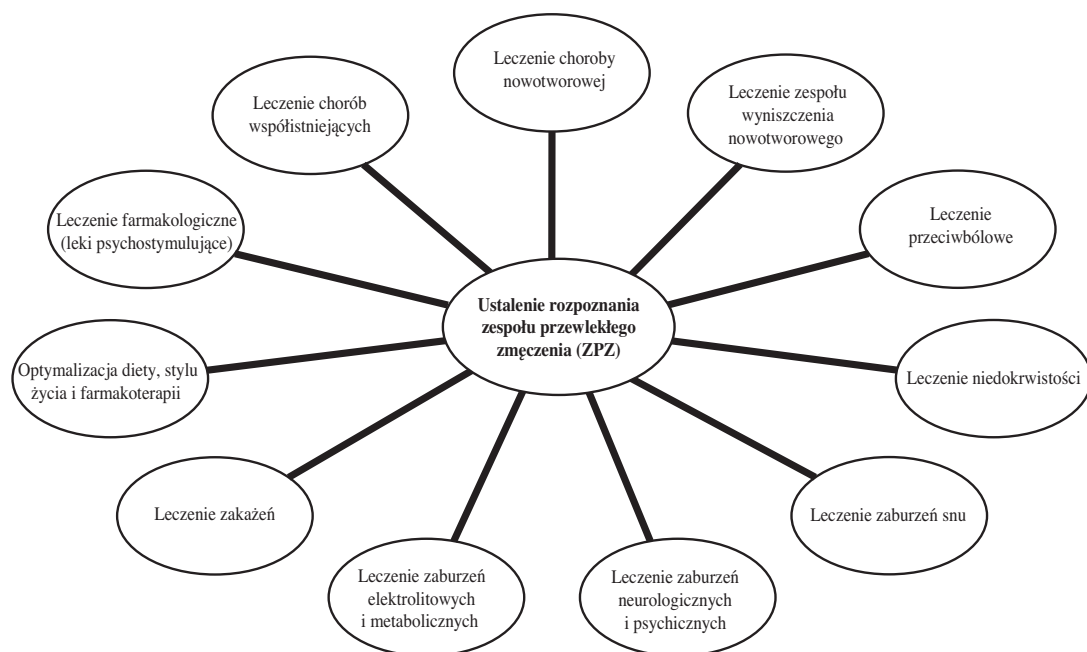 Leczenie choroby
nowotworowej
Leczenie zespołu
wyniszczenia
nowotworowego
Leczenie
przeciwbólowe
Leczenie niedokrwistości
Leczenie zaburzeń snu
Leczenie zaburzeń
neurologicznych
i psychicznych
Leczenie zaburzeń
elektrolitowych
i metabolicznych
Leczenie zakażeń
Optymalizacja diety, stylu
życia i farmakoterapii
Leczenie farmakologiczne
(leki psychostymulujące)
Leczenie chorób
współistniejących
Ustalenie rozpoznania
zespołu przewlekłego
zmęczenia (ZPZ)